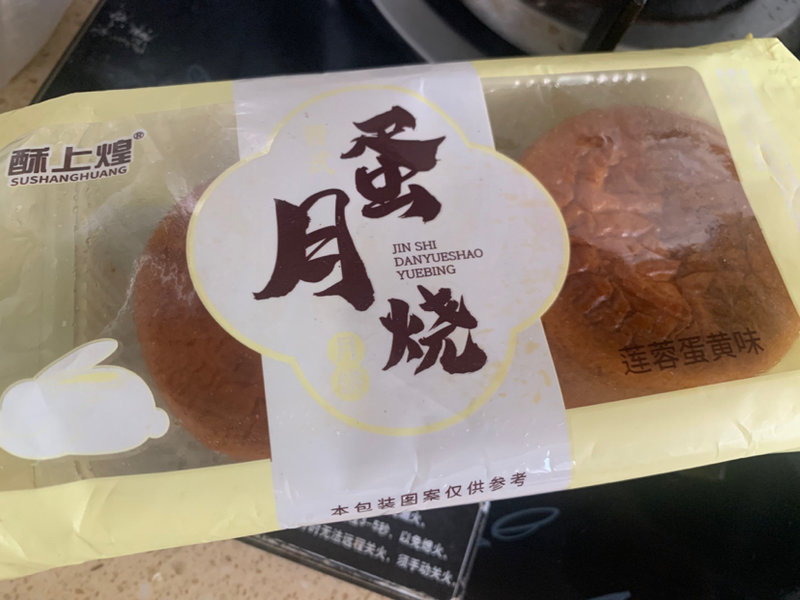 酥上煌®
SUSHANGHUANG
蛋
月
烧
JIN SHI
DANYUESHAO
YUEBING
莲蓉蛋黄味
本包装图案仅供参考